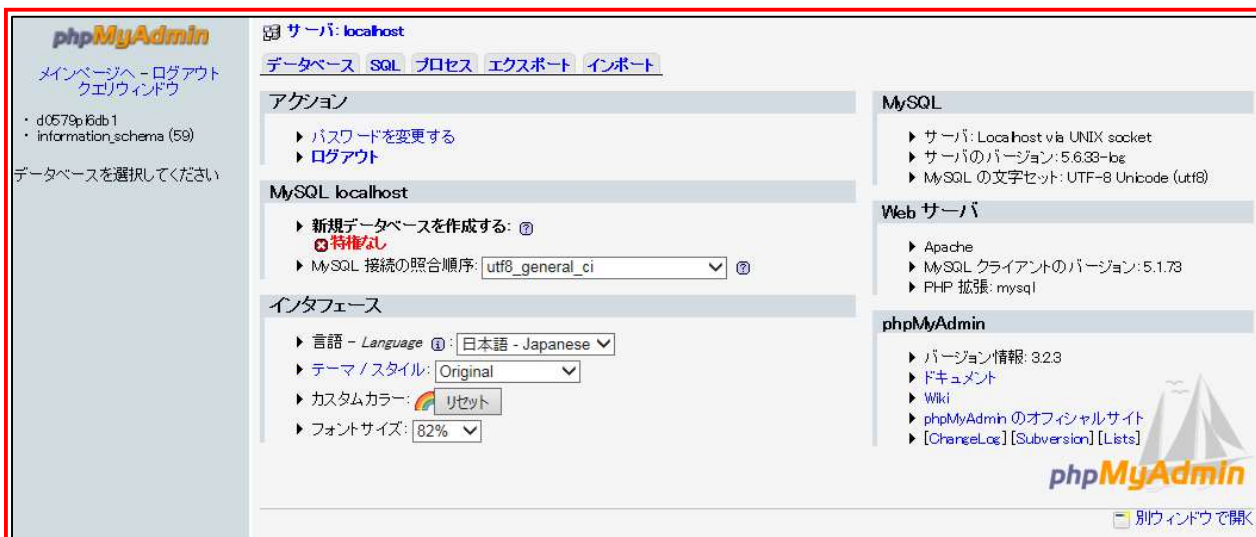 phpMyAdmin
メインページへ - ログアウト
クエリウィンドウ
・ d0579pl6db1
・ information_schema (59)
データベースを選択してください
サーバ: localhost
データベース SQL プロセス エクスポート インポート
アクション
パスワードを変更する
ログアウト
MySQL localhost
新規データベースを作成する:
特権なし
MySQL 接続の照合順序: utf8_general_ci
インタフェース
言語 - Language : 日本語 - Japanese
テーマ / スタイル: Original
カスタムカラー: リセット
フォントサイズ: 82%
MySQL
サーバ: Localhost via UNIX socket
サーバのバージョン: 5.6.33-log
MySQL の文字セット: UTF-8 Unicode (utf8)
Web サーバ
Apache
MySQL クライアントのバージョン: 5.1.73
PHP 拡張: mysql
phpMyAdmin
バージョン情報: 3.2.3
ドキュメント
Wiki
phpMyAdmin のオフィシャルサイト
[ChangeLog] [Subversion] [Lists]
phpMyAdmin
別ウィンドウで開く